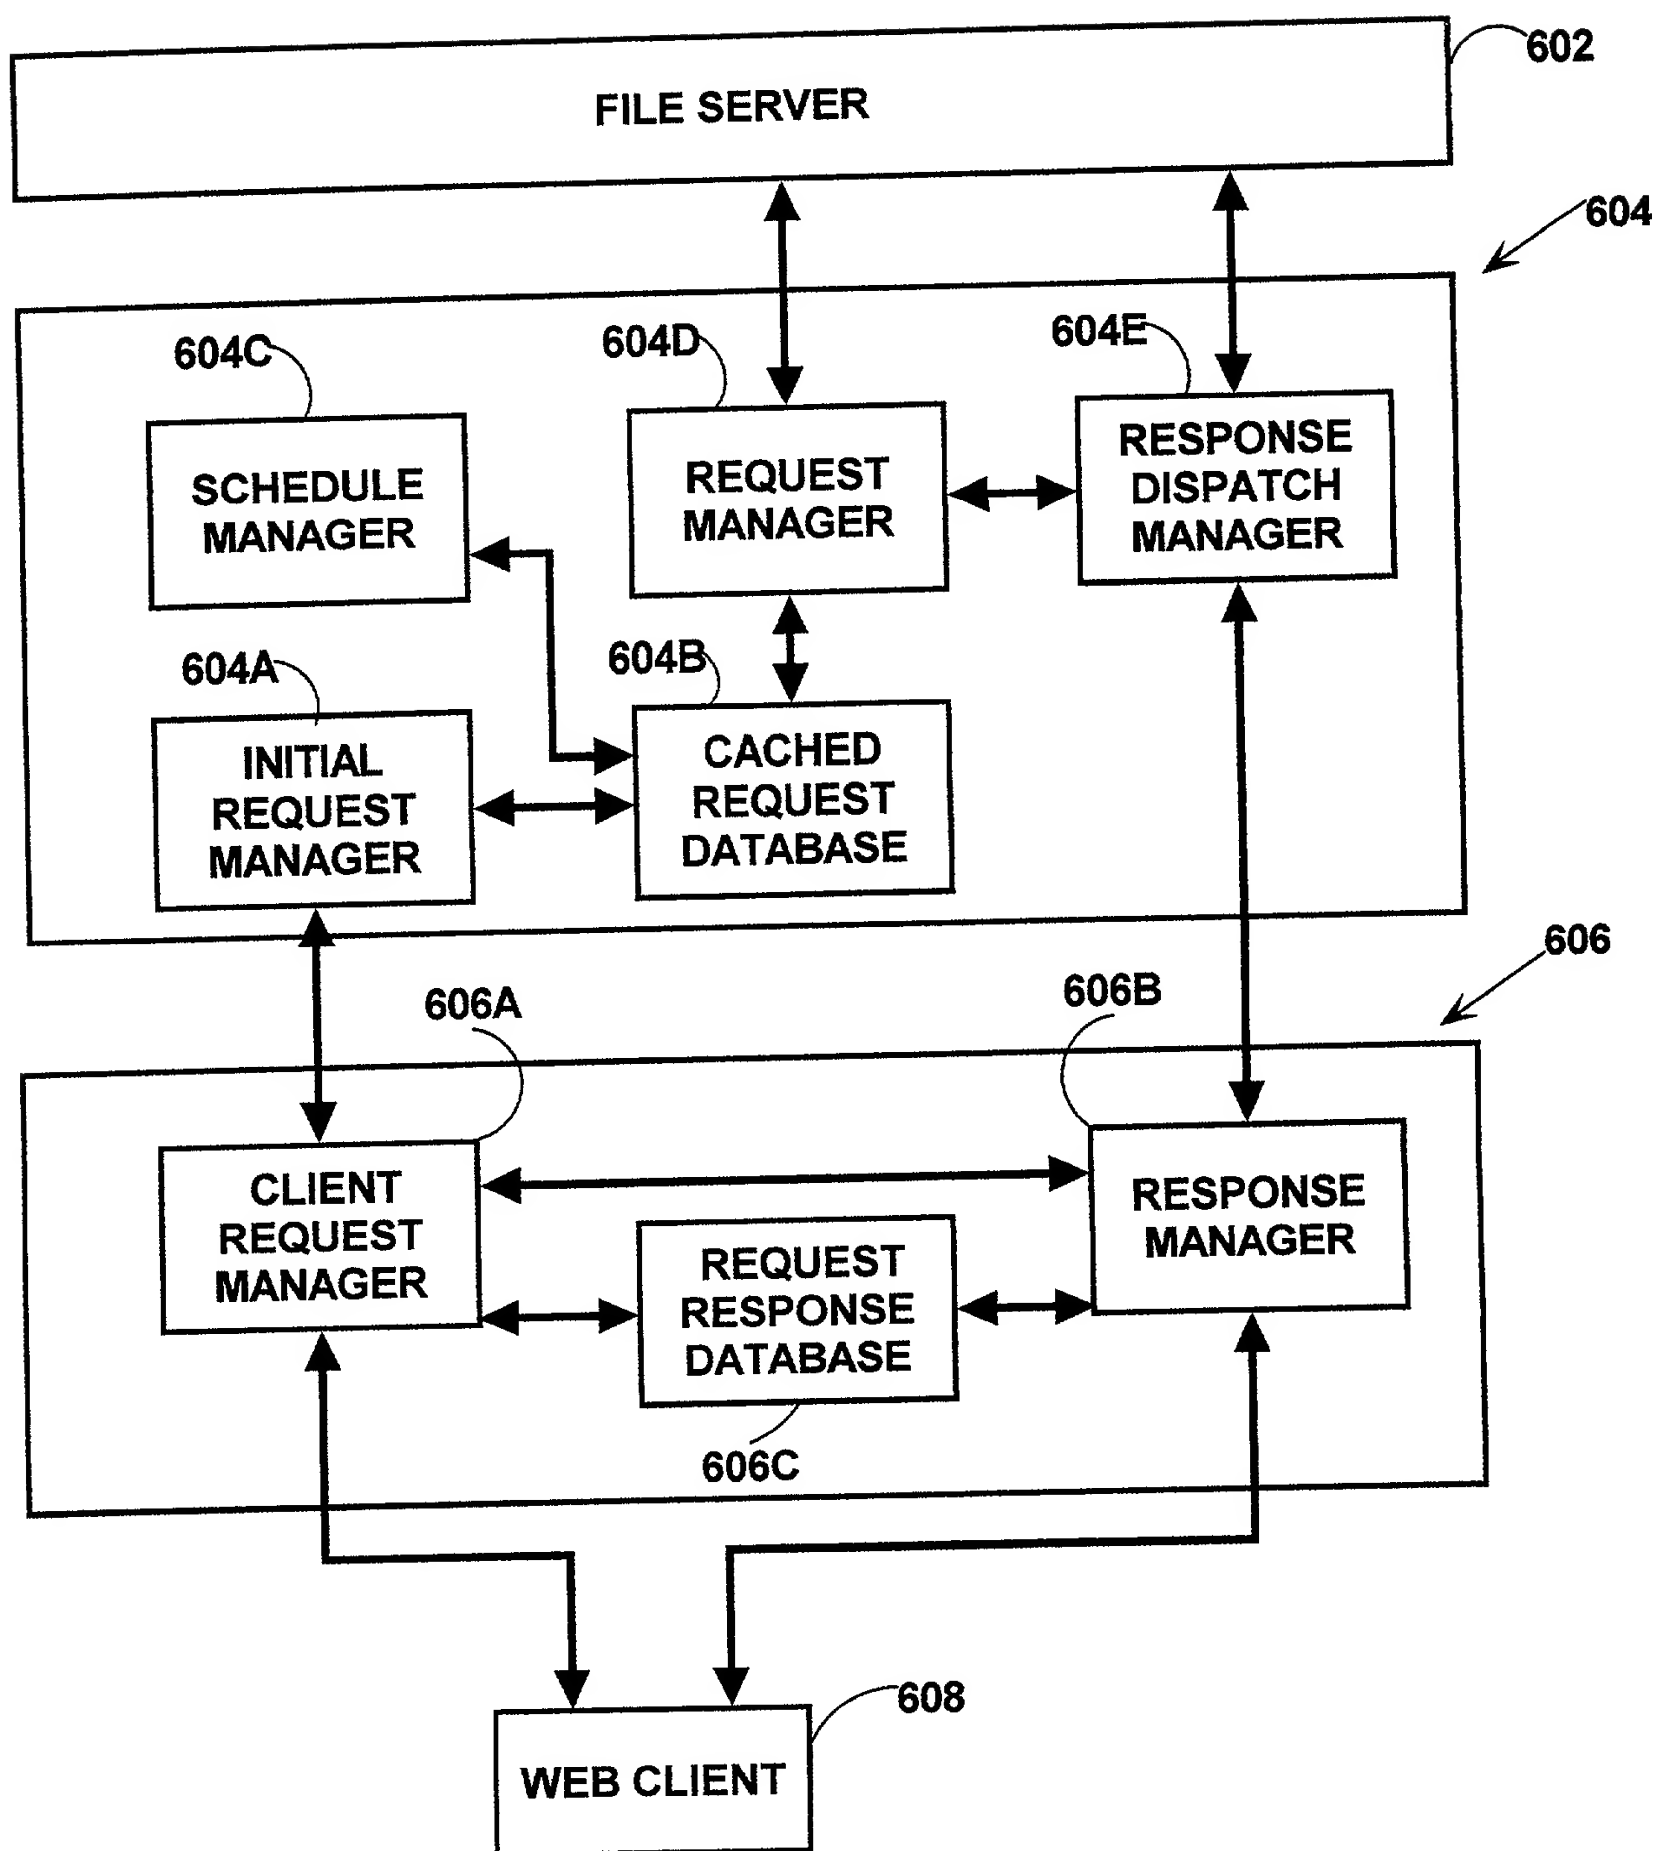 602
FILE SERVER
604
604C
604D
604E
SCHEDULE
MANAGER
REQUEST
MANAGER
RESPONSE
DISPATCH
MANAGER
604A
604B
INITIAL
REQUEST
MANAGER
CACHED
REQUEST
DATABASE
606
606A
606B
CLIENT
REQUEST
MANAGER
REQUEST
RESPONSE
DATABASE
RESPONSE
MANAGER
606C
608
WEB CLIENT